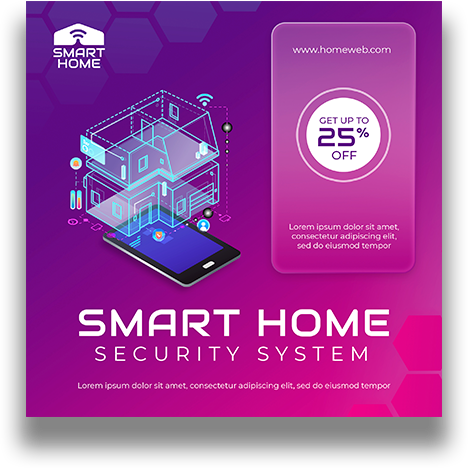 SMART
HOME
www.homeweb.com
GET UP TO
25%
OFF
Lorem ipsum dolor sit amet,
consectetur adipiscing elit,
sed do eiusmod tempor
SMART HOME
SECURITY SYSTEM
Lorem ipsum dolor sit amet, consectetur adipiscing elit, sed do eiusmod tempor